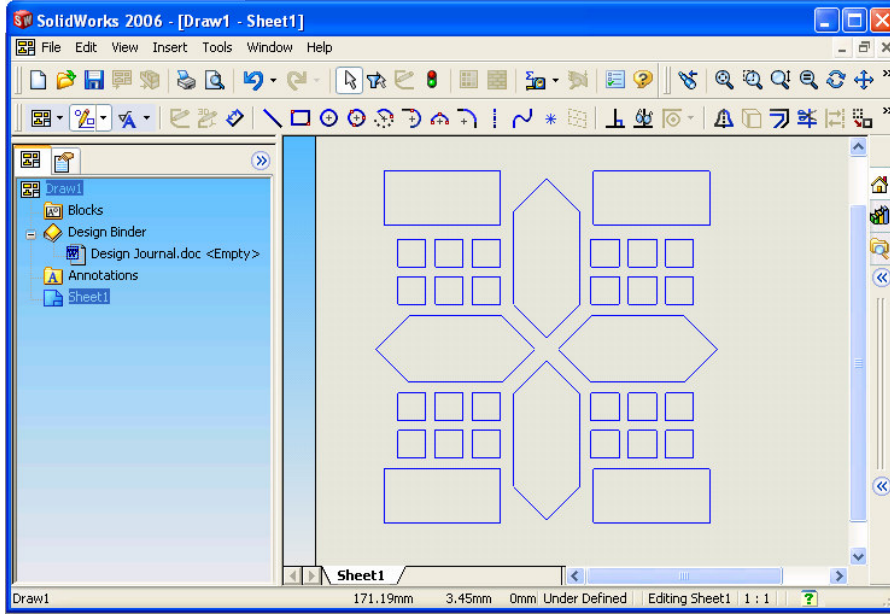 SolidWorks 2006 - [Draw1 - Sheet1]
File Edit View Insert Tools Window Help
Draw1
Blocks
Design Binder
Design Journal.doc <Empty>
Annotations
Sheet1
Sheet1
Draw1 171.19mm 3.45mm 0mm Under Defined Editing Sheet1 1 : 1